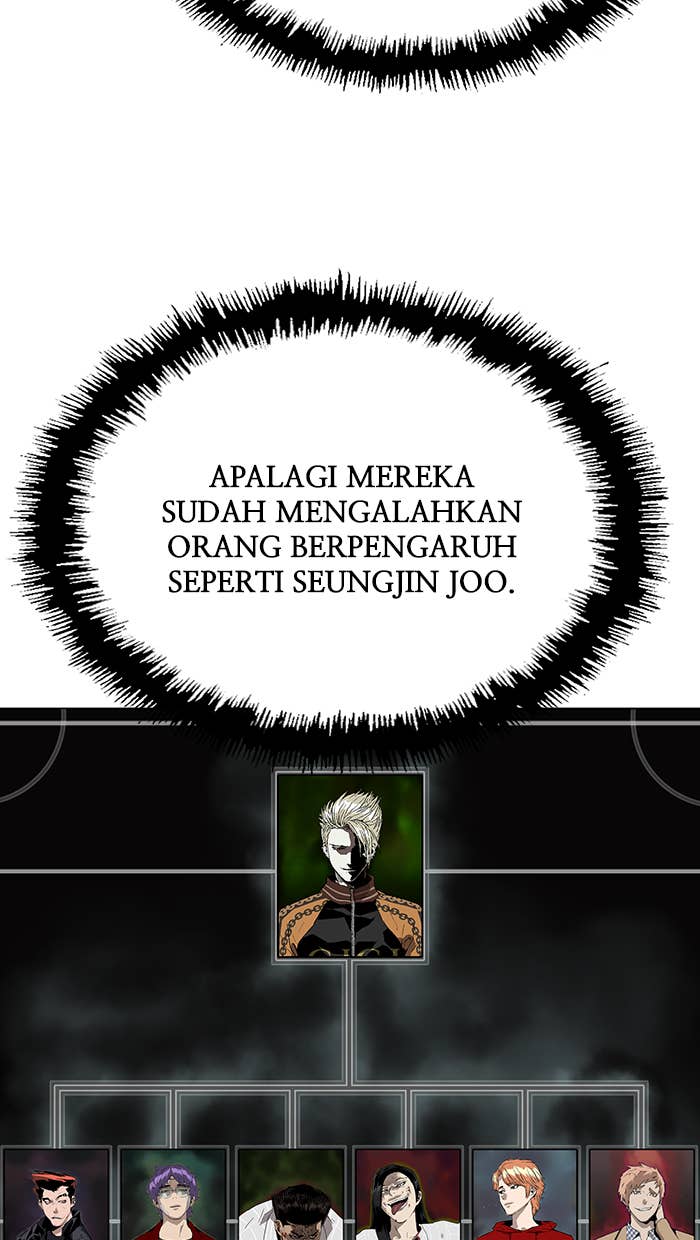 APALAGI MEREKA
SUDAH MENGALAHKAN
ORANG BERPENGARUH
SEPERTI SEUNGJIN JOO.